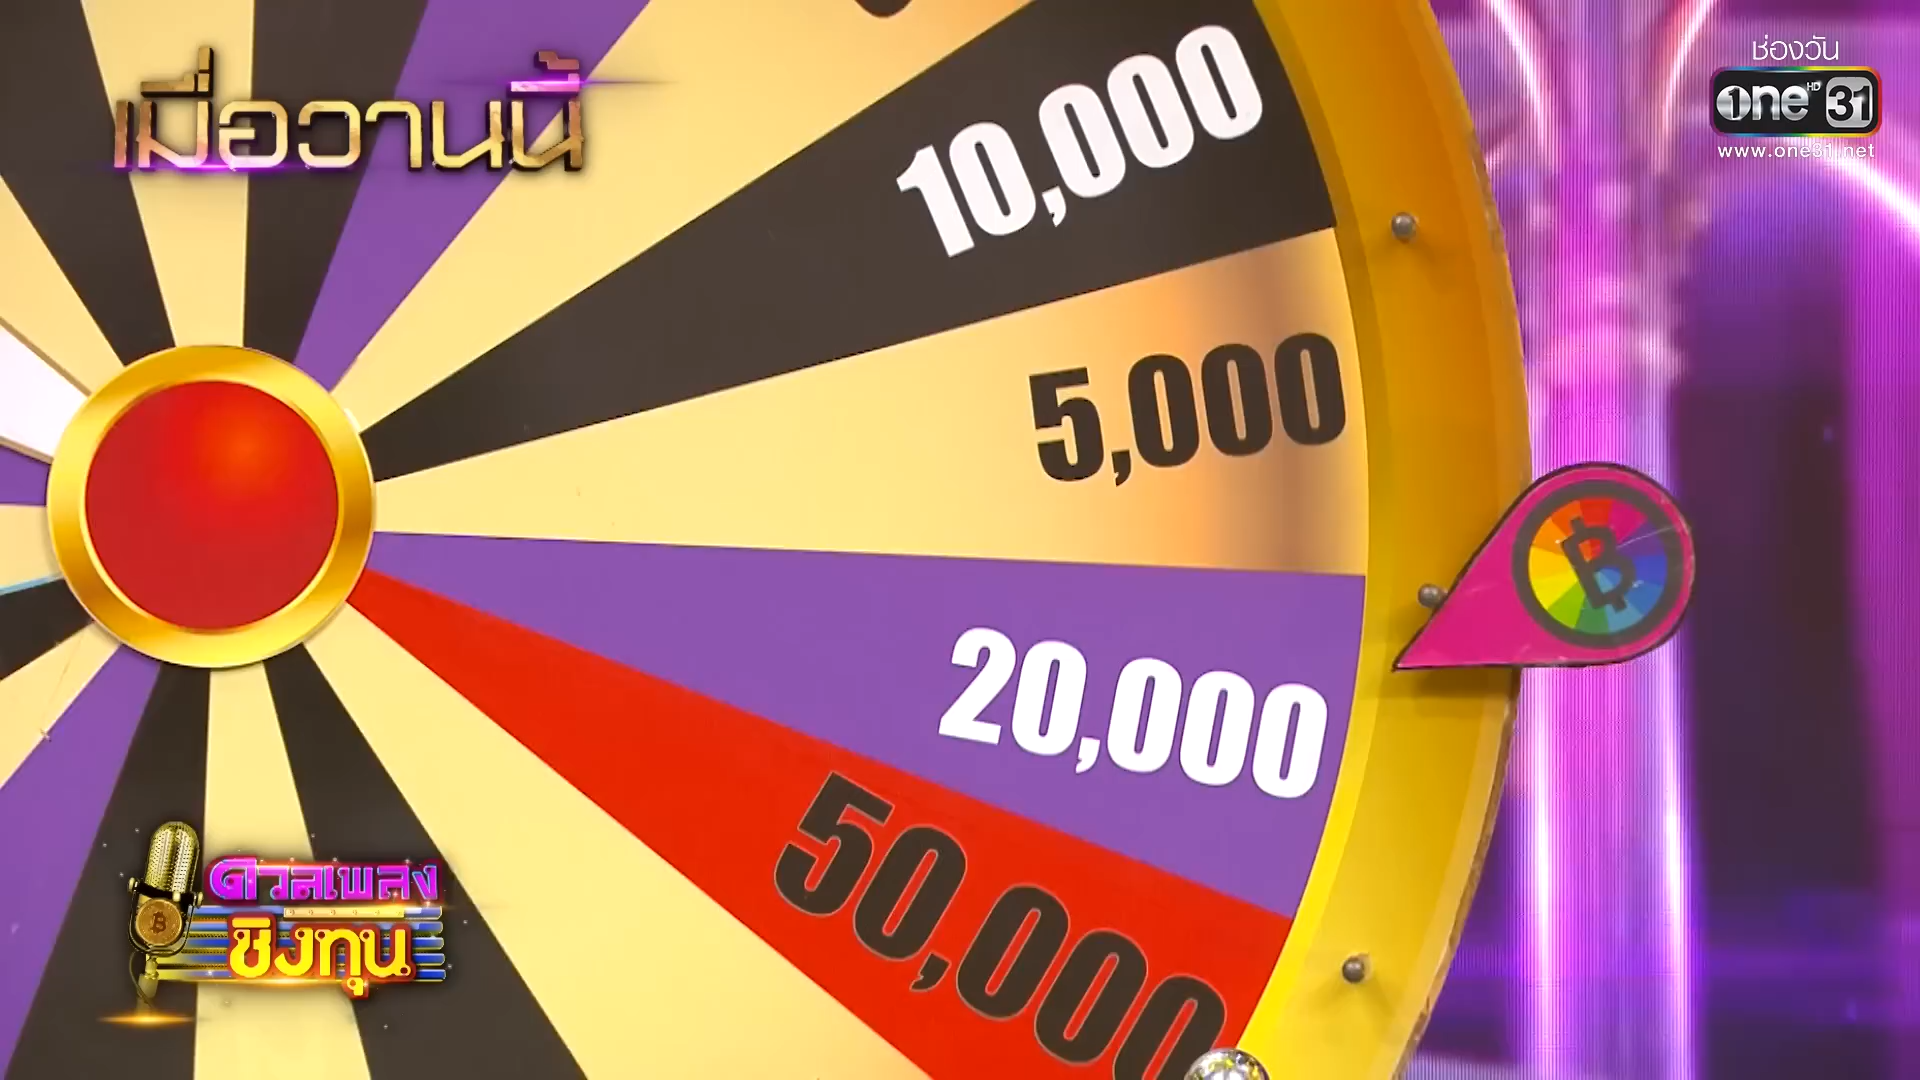 เมื่อวานนี้
ช่องวัน
one HD 31
www.one31.net
10,000
5,000
20,000
50,000
ดวลเพลง
ชิงทุน